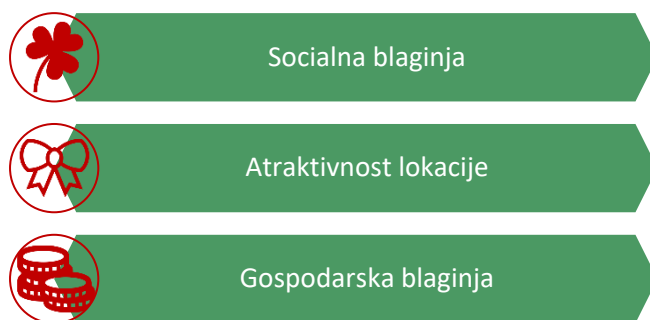 Socialna blaginja
Atraktivnost lokacije
Gospodarska blaginja